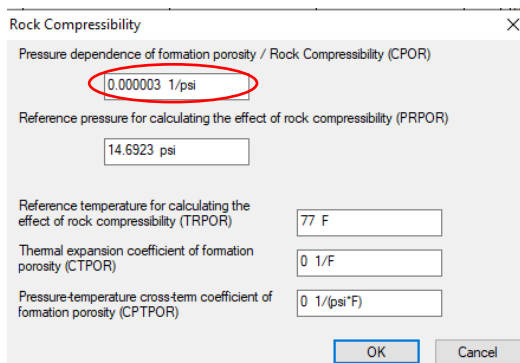 Rock Compressibility
Pressure dependence of formation porosity / Rock Compressibility (CPOR)
0.000003 1/psi
Reference pressure for calculating the effect of rock compressibility (PRPOR)
14.6923 psi
Reference temperature for calculating the
effect of rock compressibility (TRPOR)
77 F
Thermal expansion coefficient of formation
porosity (CTPOR)
0 1/F
Pressure-temperature cross-term coefficient of
formation porosity (CPTPOR)
0 1/(psi*F)
OK
Cancel